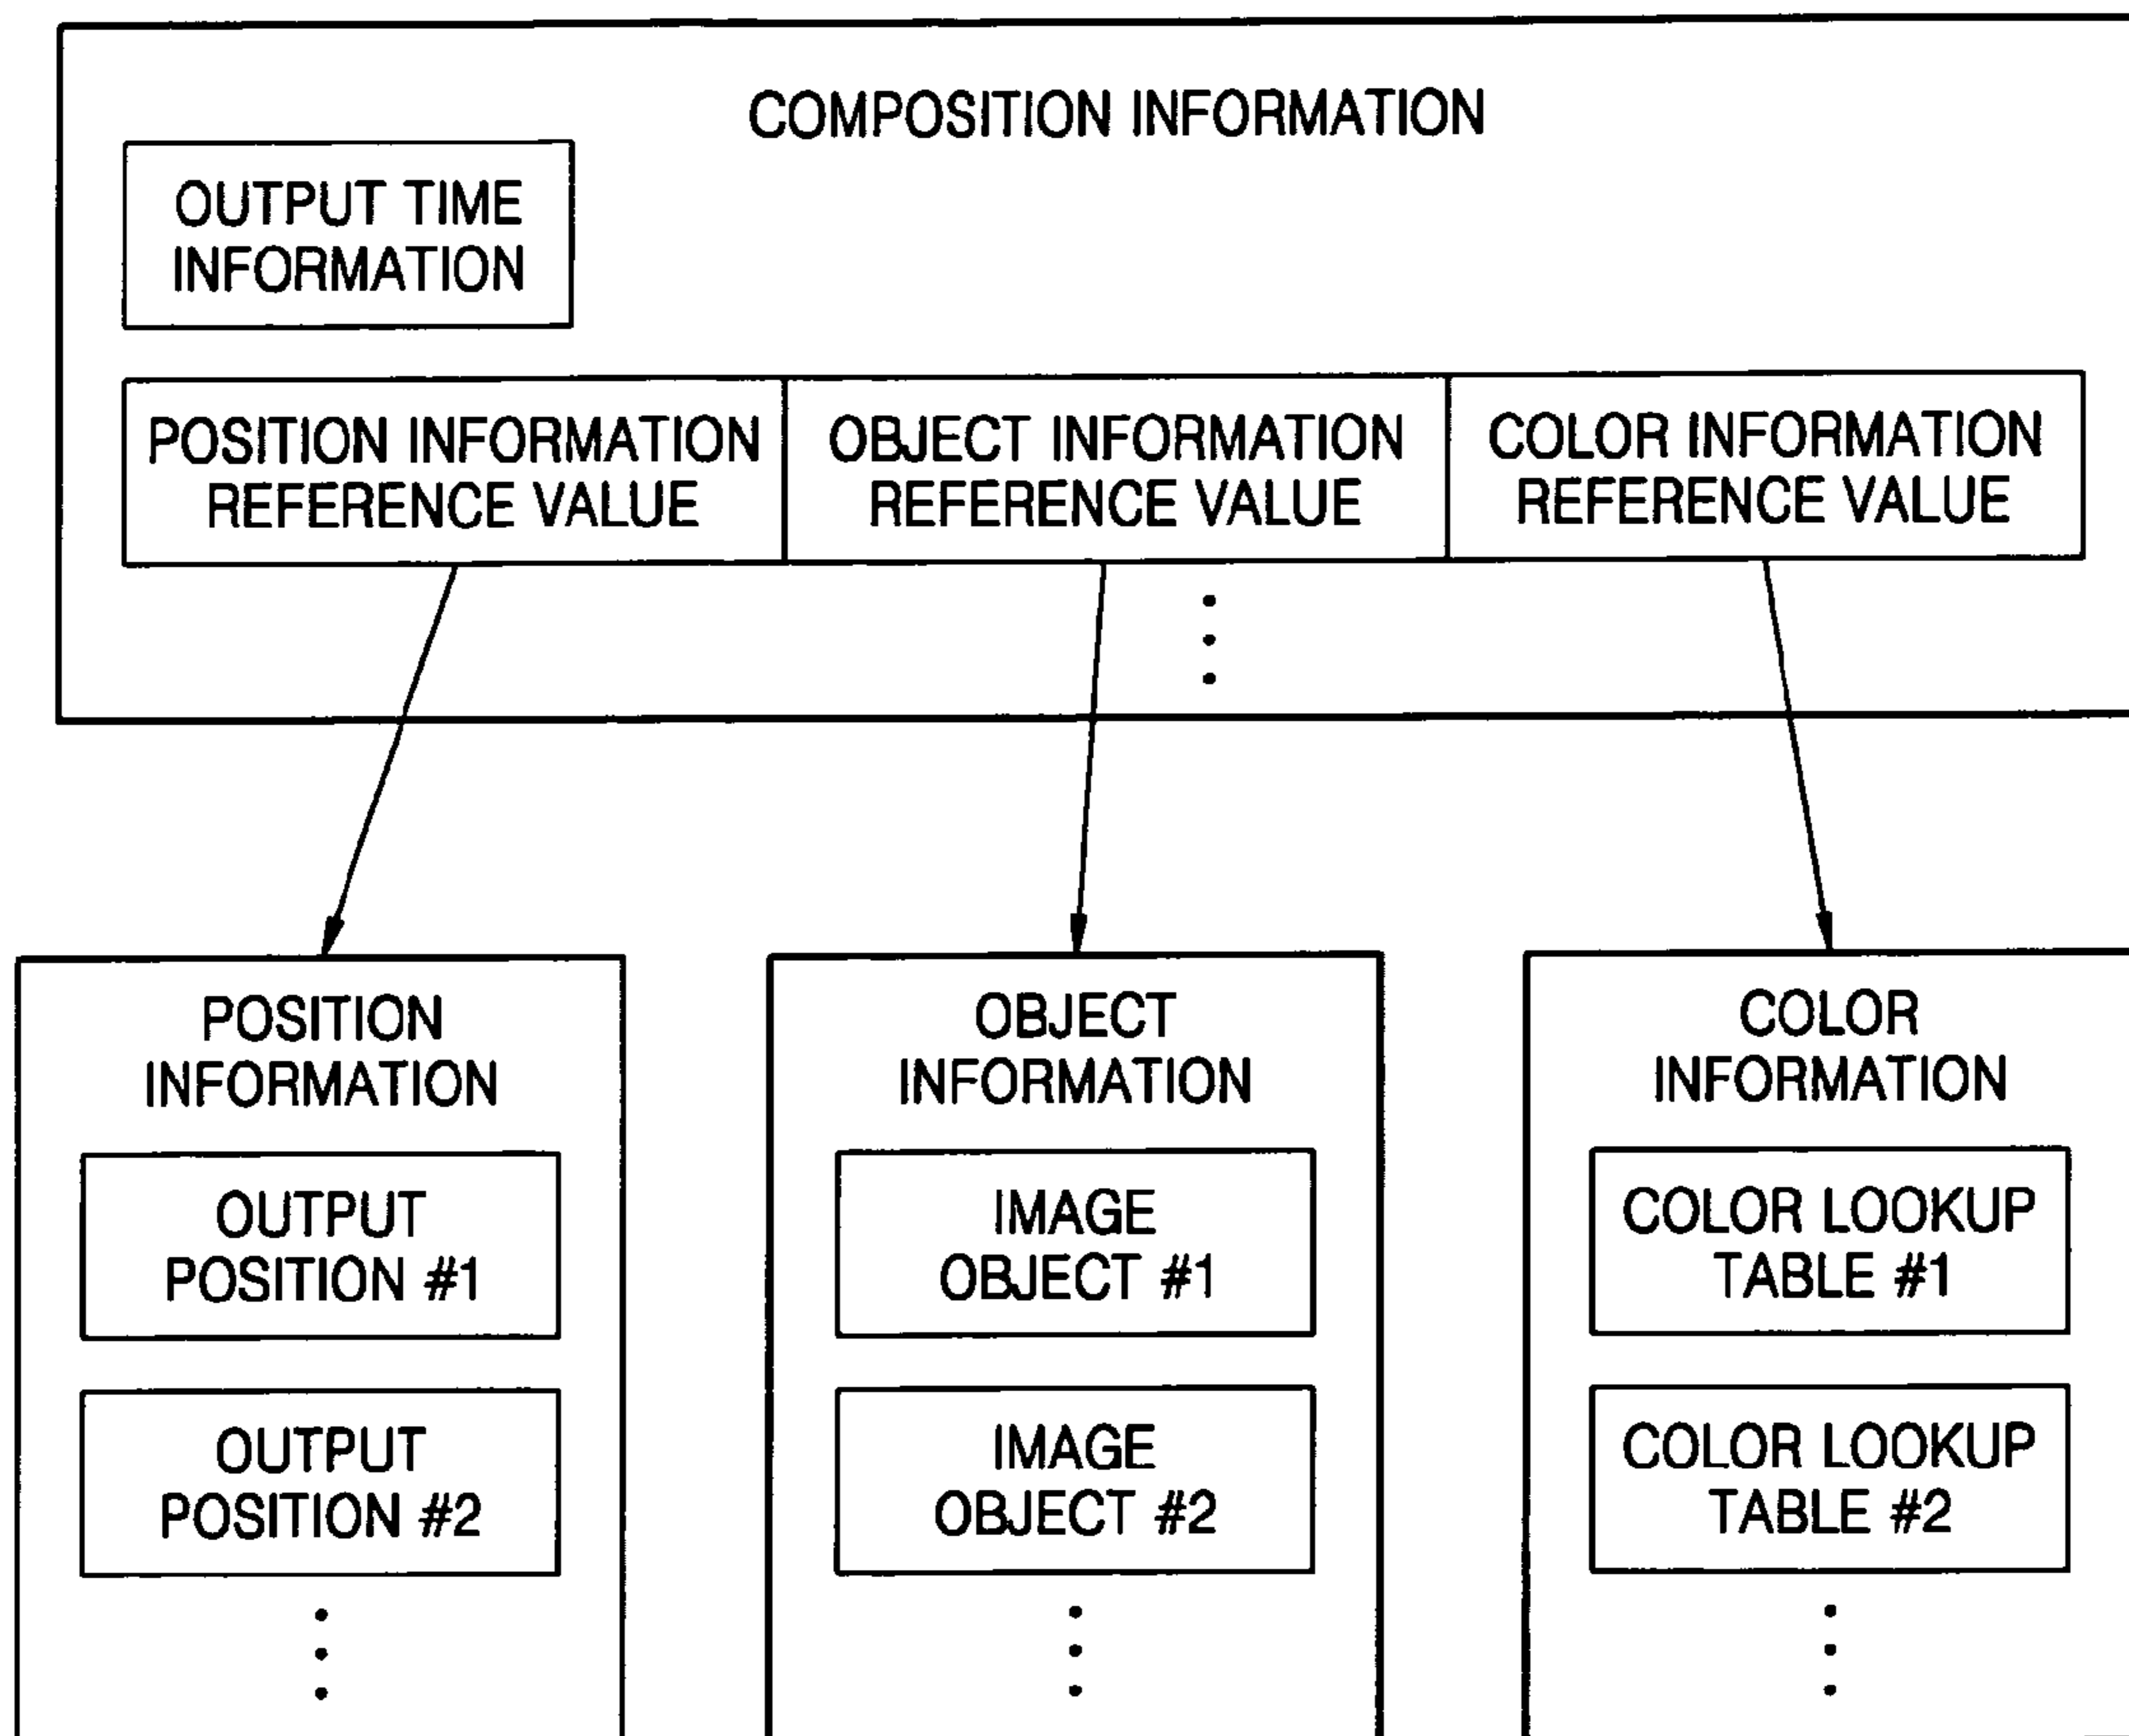 COMPOSITION INFORMATION
OUTPUT TIME
INFORMATION
POSITION INFORMATION
REFERENCE VALUE
OBJECT INFORMATION
REFERENCE VALUE
COLOR INFORMATION
REFERENCE VALUE
POSITION
INFORMATION
OUTPUT
POSITION #1
OUTPUT
POSITION #2
OBJECT
INFORMATION
IMAGE
OBJECT #1
IMAGE
OBJECT #2
COLOR
INFORMATION
COLOR LOOKUP
TABLE #1
COLOR LOOKUP
TABLE #2